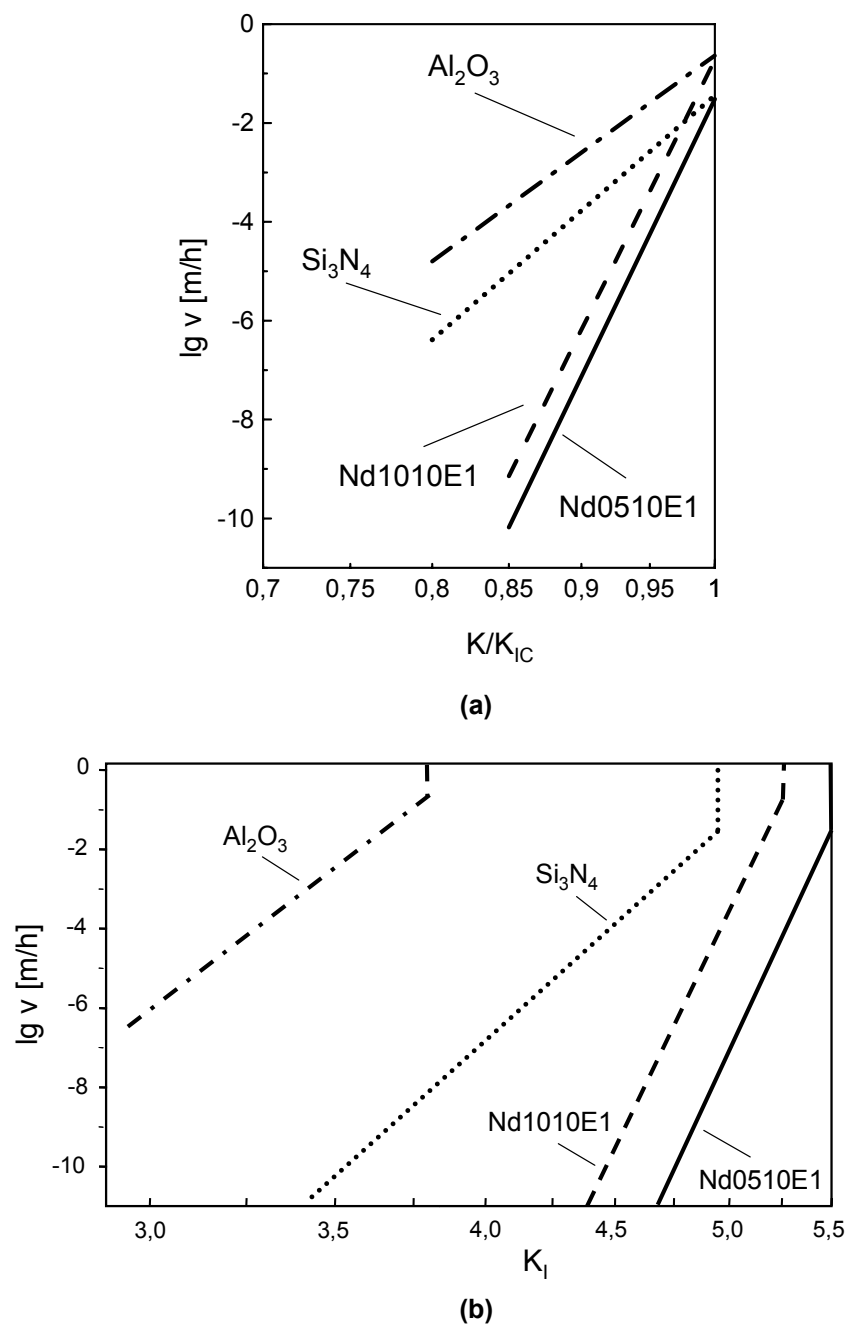 0
Al₂O₃
-2
-4
Si₃N₄
lg v [m/h]
-6
-8
Nd1010E1
Nd0510E1
-10
0,7 0,75 0,8 0,85 0,9 0,95 1
K/K_IC
(a)
0
Al₂O₃
-2
Si₃N₄
-4
lg v [m/h]
-6
-8
Nd1010E1
-10
Nd0510E1
3,0 3,5 4,0 4,5 5,0 5,5
K_I
(b)